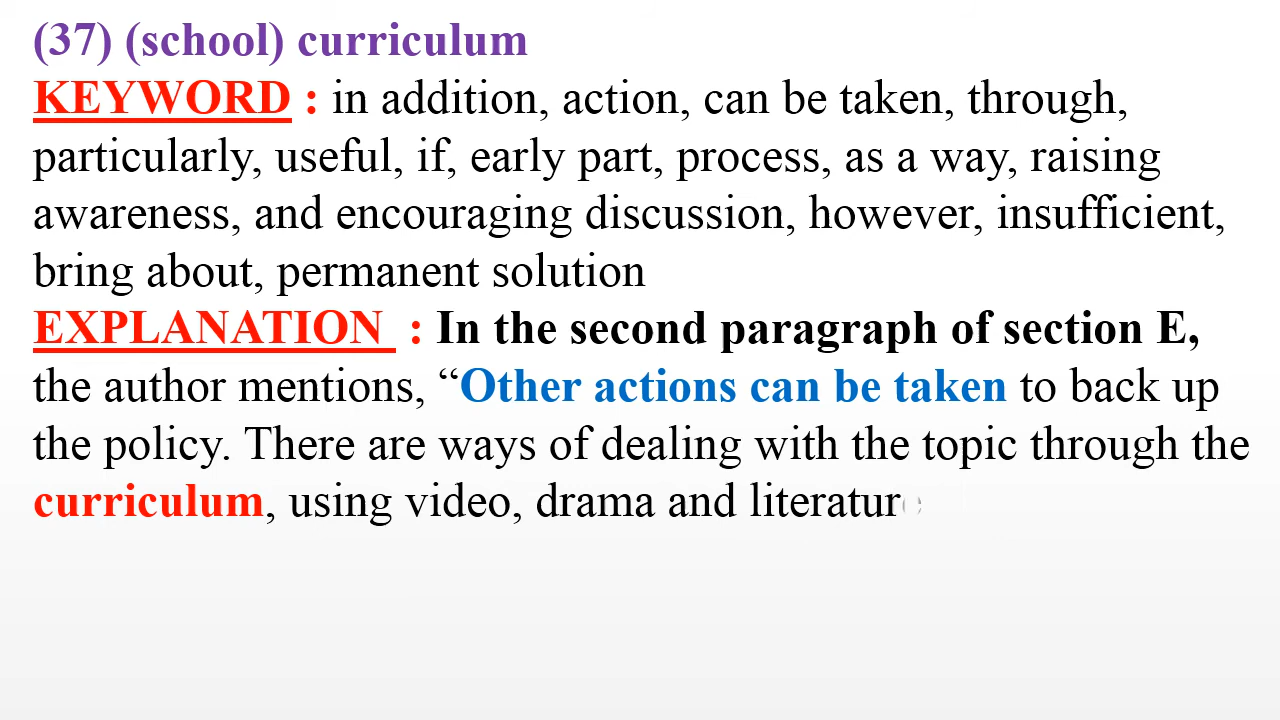 (37) (school) curriculum
KEYWORD : in addition, action, can be taken, through,
particularly, useful, if, early part, process, as a way, raising
awareness, and encouraging discussion, however, insufficient,
bring about, permanent solution
EXPLANATION : In the second paragraph of section E,
the author mentions, “Other actions can be taken to back up
the policy. There are ways of dealing with the topic through the
curriculum, using video, drama and literature